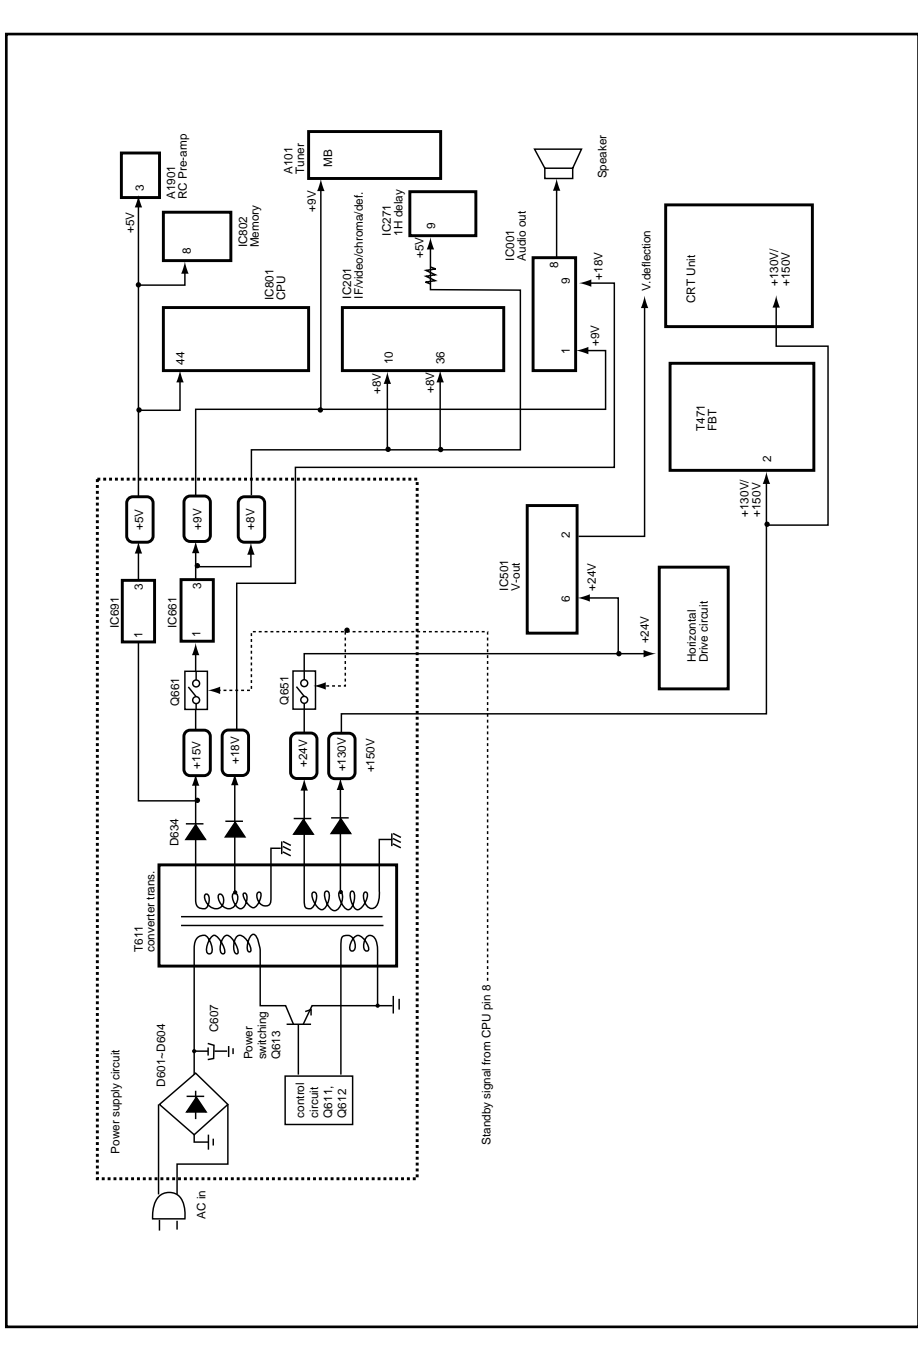 Power supply circuit
AC in
D601~D604
C607
Power
switching
Q613
control
circuit
Q611,
Q612
T611
converter trans.
D634
+15V
+18V
+24V
+130V
+150V
Q661
Q651
IC691
1
3
IC661
1
3
+5V
+9V
+8V
Standby signal from CPU pin 8
+5V
3
A1901
RC Pre-amp
8
IC802
Memory
44
IC801
CPU
+9V
A101
Tuner
MB
IC201
IF/video/chroma/def.
10
36
+8V
+8V
IC271
1H delay
9
+5V
IC001
Audio out
8
1
9
+9V
+18V
Speaker
IC501
V-out
6
2
+24V
V.deflection
+24V
Horizontal
Drive circuit
T471
FBT
2
+130V/
+150V
CRT Unit
+130V/
+150V